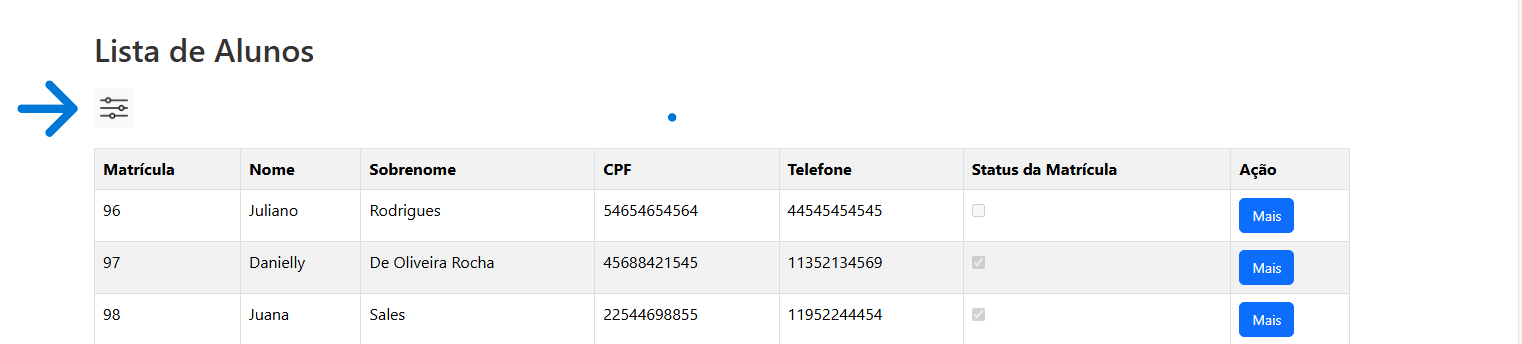 Lista de Alunos
Matrícula Nome Sobrenome CPF Telefone Status da Matrícula Ação
96 Juliano Rodrigues 54654654564 44545454545 Mais
97 Danielly De Oliveira Rocha 45688421545 11352134569 Mais
98 Juana Sales 22544698855 11952244454 Mais